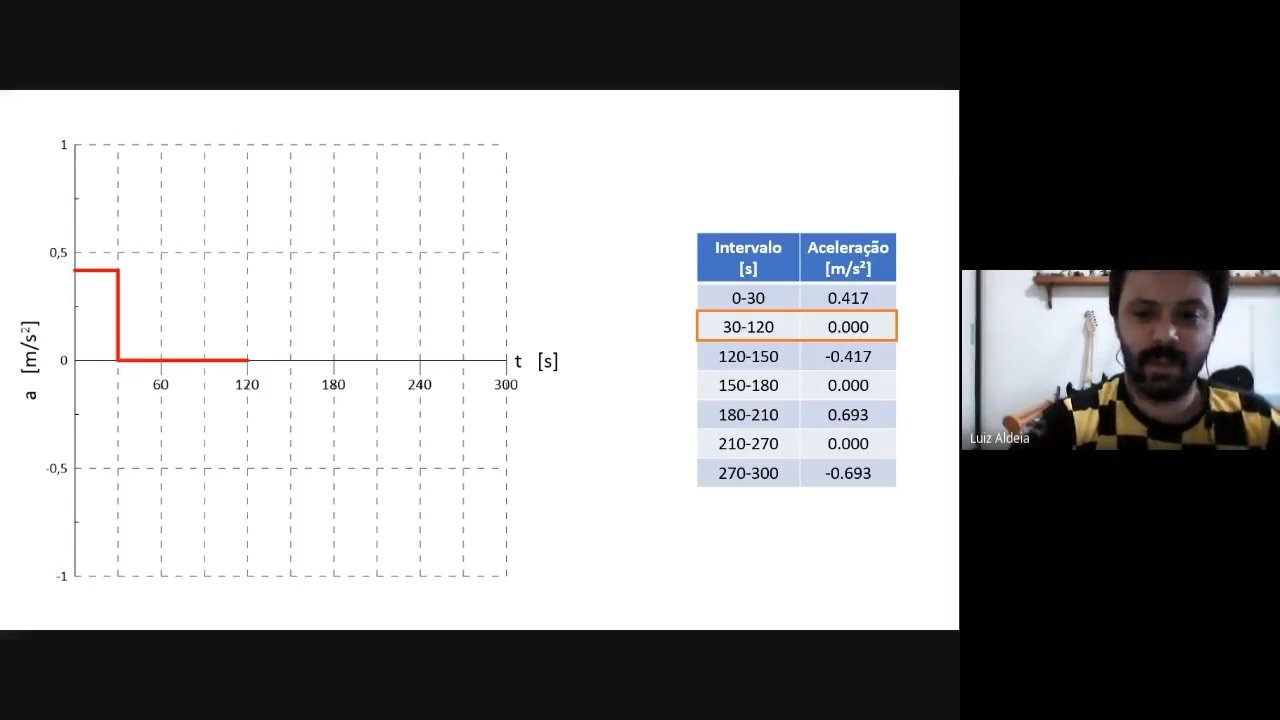 1
0,5
0
-0,5
-1
a [m/s²]
60 120 180 240 300
t [s]
Intervalo [s] Aceleração [m/s²]
0-30 0.417
30-120 0.000
120-150 -0.417
150-180 0.000
180-210 0.693
210-270 0.000
270-300 -0.693
Luiz Aldeia